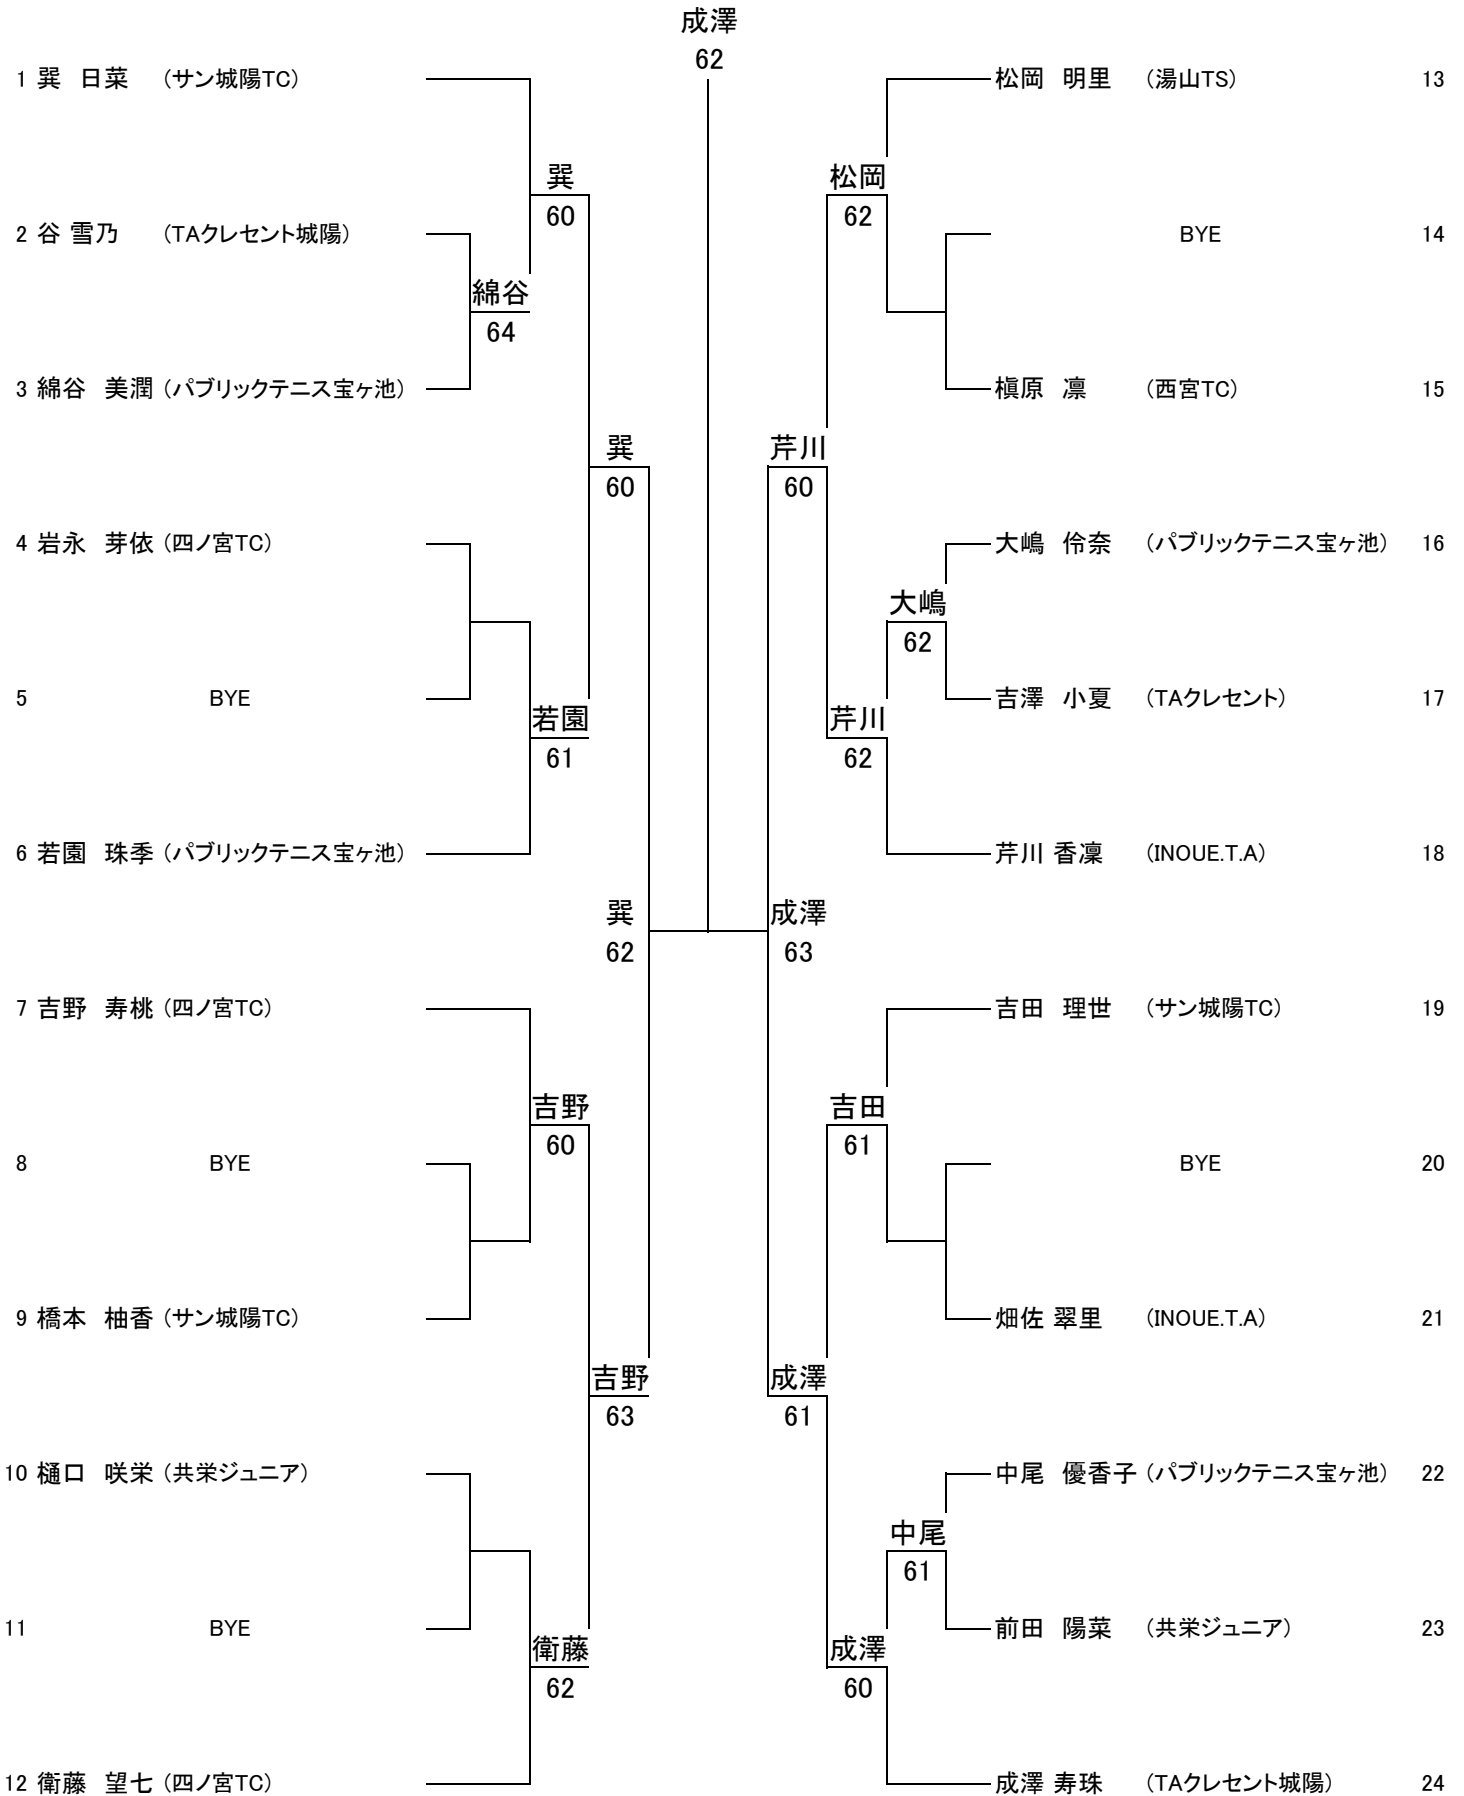 成澤
62
1 巽 日菜 (サン城陽TC)
巽
60
2 谷 雪乃 (TAクレセント城陽)
綿谷
64
3 綿谷 美潤 (パブリックテニス宝ヶ池)
巽
60
4 岩永 芽依 (四ノ宮TC)
5 BYE
若園
61
6 若園 珠季 (パブリックテニス宝ヶ池)
巽
62
7 吉野 寿桃 (四ノ宮TC)
吉野
60
8 BYE
9 橋本 柚香 (サン城陽TC)
吉野
63
10 樋口 咲栄 (共栄ジュニア)
11 BYE
衛藤
62
12 衛藤 望七 (四ノ宮TC)
松岡 明里 (湯山TS) 13
松岡
62
BYE 14
槇原 凛 (西宮TC) 15
芹川
60
大嶋 伶奈 (パブリックテニス宝ヶ池) 16
大嶋
62
吉澤 小夏 (TAクレセント) 17
芹川
62
芹川 香凜 (INOUE.T.A) 18
成澤
63
吉田 理世 (サン城陽TC) 19
吉田
61
BYE 20
畑佐 翠里 (INOUE.T.A) 21
成澤
61
中尾 優香子 (パブリックテニス宝ヶ池) 22
中尾
61
前田 陽菜 (共栄ジュニア) 23
成澤
60
成澤 寿珠 (TAクレセント城陽) 24